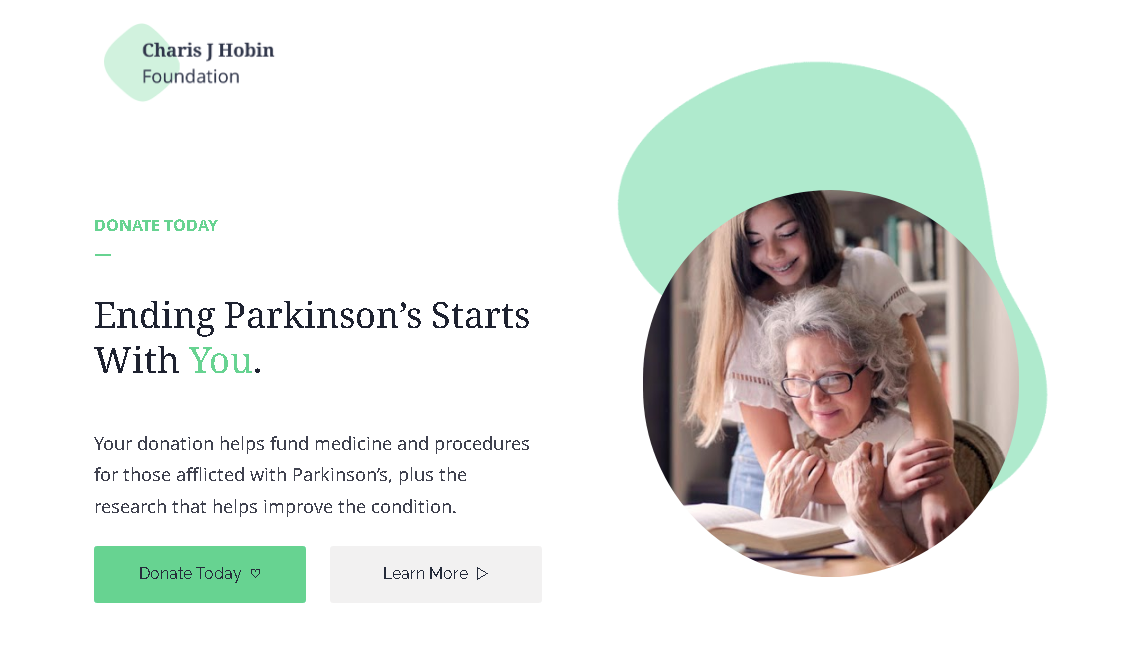 Charis J Hobin
Foundation
DONATE TODAY
Ending Parkinson’s Starts
With You.
Your donation helps fund medicine and procedures
for those afflicted with Parkinson’s, plus the
research that helps improve the condition.
Donate Today ♡
Learn More ▷